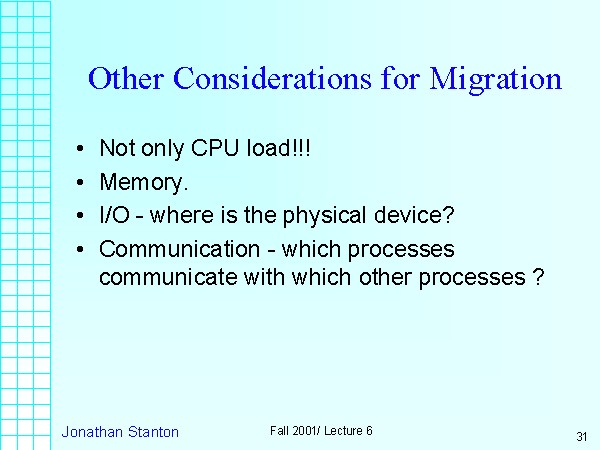 Other Considerations for Migration
• Not only CPU load!!!
• Memory.
• I/O - where is the physical device?
• Communication - which processes
communicate with which other processes ?
Jonathan Stanton
Fall 2001/ Lecture 6
31